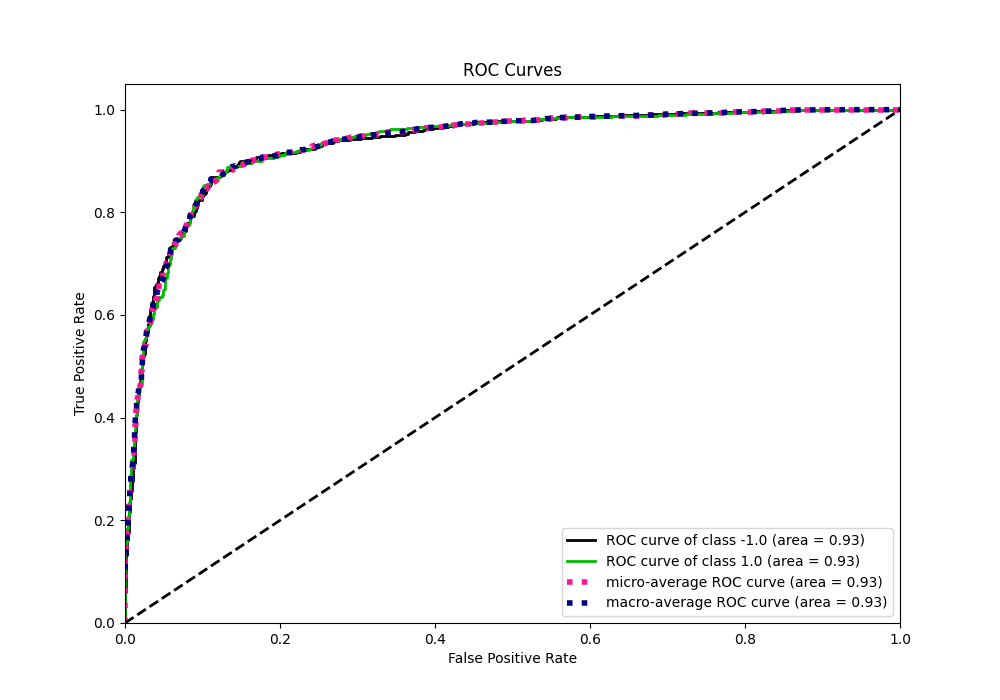 ROC Curves
1.0
0.8
0.6
0.4
0.2
0.0
True Positive Rate
0.0 0.2 0.4 0.6 0.8 1.0
False Positive Rate
ROC curve of class -1.0 (area = 0.93)
ROC curve of class 1.0 (area = 0.93)
micro-average ROC curve (area = 0.93)
macro-average ROC curve (area = 0.93)